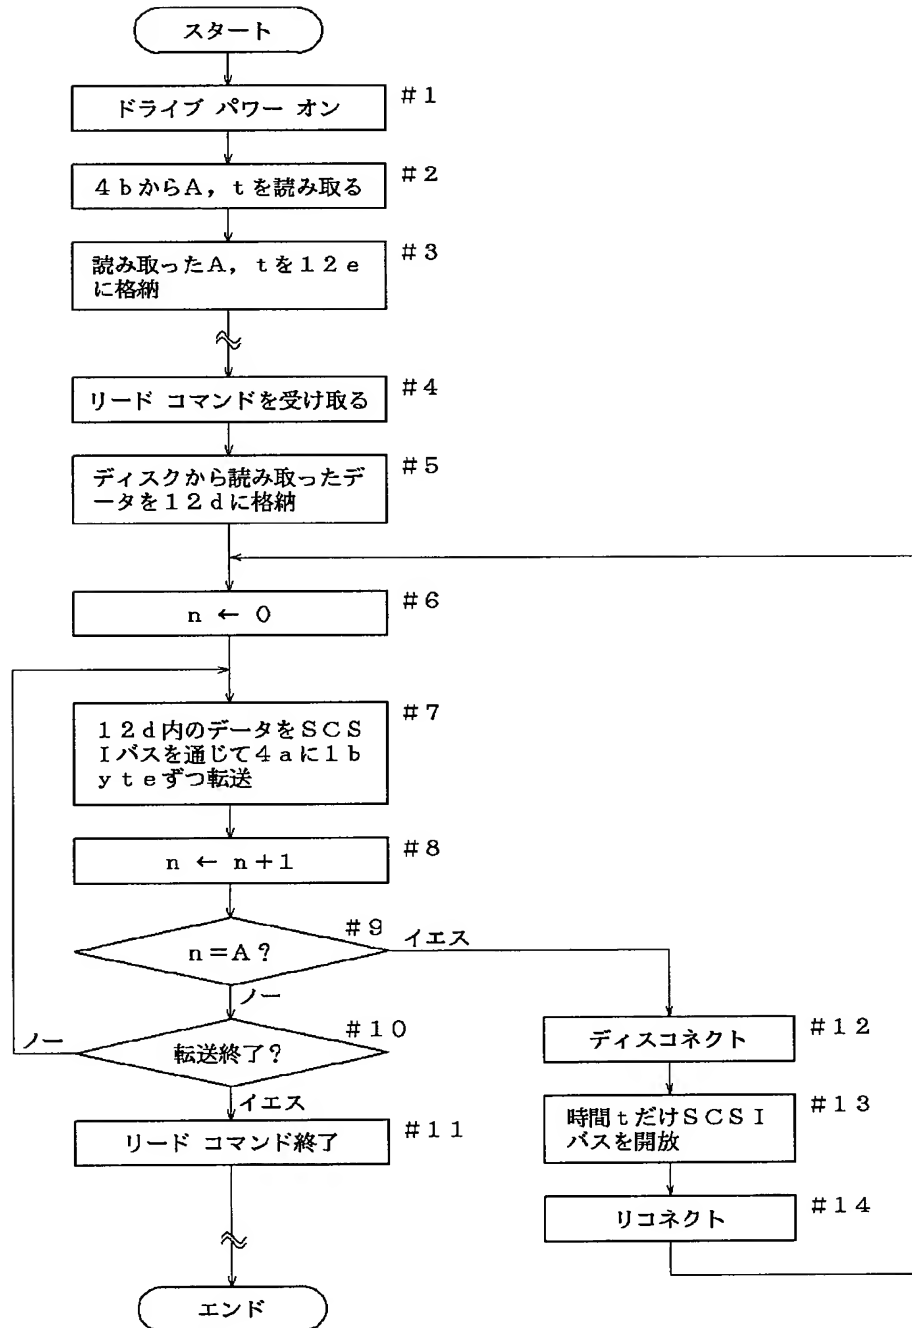 スタート
ドライブ パワー オン
#1
4bからA，tを読み取る
#2
読み取ったA，tを12e
に格納
#3
リード コマンドを受け取る
#4
ディスクから読み取ったデ
ータを12dに格納
#5
n ← 0
#6
12d内のデータをSCS
Iバスを通じて4aに1b
yteずつ転送
#7
n ← n+1
#8
n=A?
#9
イエス
ノー
転送終了?
#10
ノー
イエス
リード コマンド終了
#11
ディスコネクト
#12
時間tだけSCSI
バスを開放
#13
リコネクト
#14
エンド